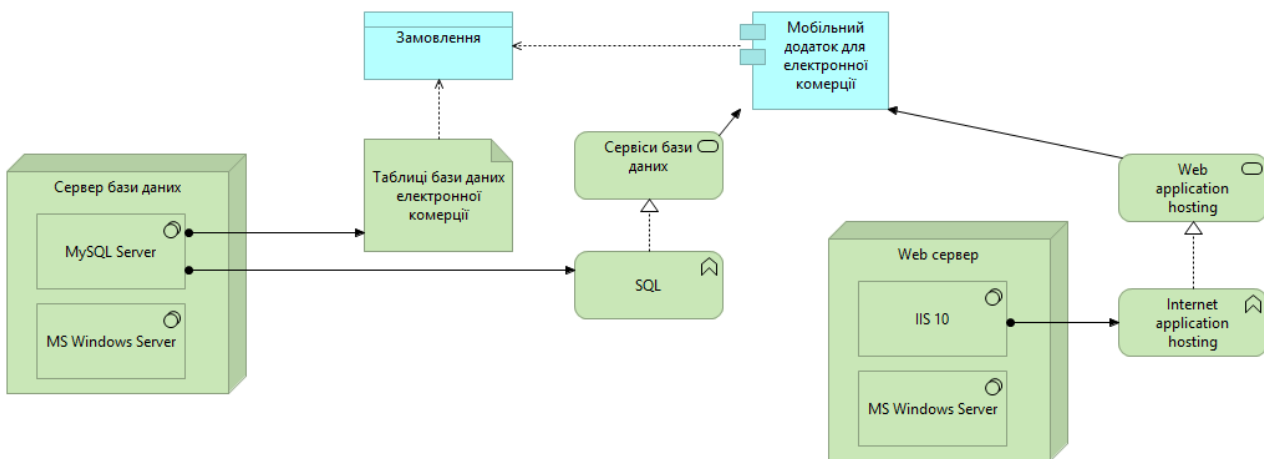 Замовлення
Мобільний
додаток для
електронної
комерції
Сервіси бази
даних
Web
application
hosting
Сервер бази даних
Таблиці бази даних
електронної
комерції
MySQL Server
SQL
MS Windows Server
Web сервер
IIS 10
Internet
application
hosting
MS Windows Server